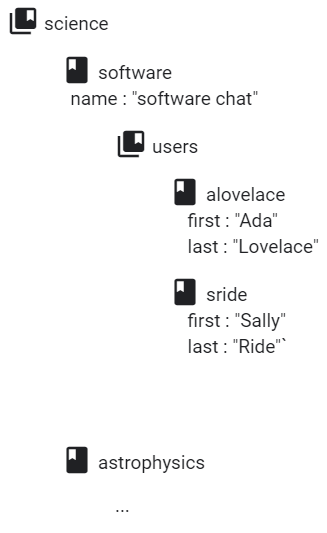 science
software
name : "software chat"
users
alovelace
first : "Ada"
last : "Lovelace"
sride
first : "Sally"
last : "Ride"`
astrophysics
...